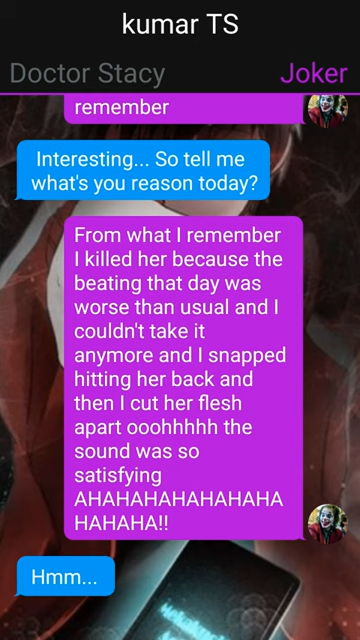 kumar TS
Doctor Stacy
Joker
remember
Interesting... So tell me
what's you reason today?
From what I remember
I killed her because the
beating that day was
worse than usual and I
couldn't take it
anymore and I snapped
hitting her back and
then I cut her flesh
apart ooohhhhh the
sound was so
satisfying
AHAHAHAHAHAHAHA
HAHAHA!!
Hmm...